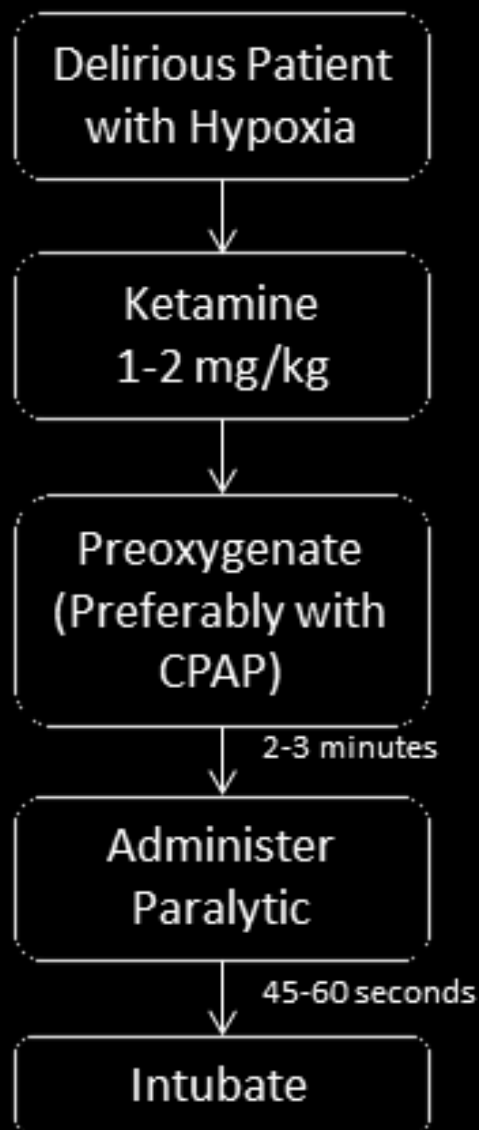 Delirious Patient
with Hypoxia
Ketamine
1-2 mg/kg
Preoxygenate
(Preferably with
CPAP)
2-3 minutes
Administer
Paralytic
45-60 seconds
Intubate